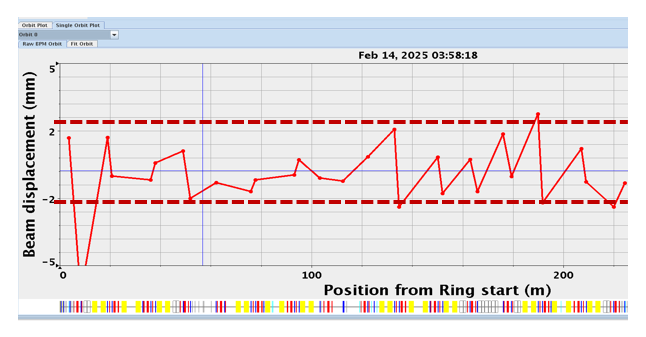 Orbit Plot Single Orbit Plot
Orbit 0
Raw BPM Orbit Fit Orbit
Feb 14, 2025 03:58:18
Beam displacement (mm)
5
2
-2
-5
0 100 200
Position from Ring start (m)